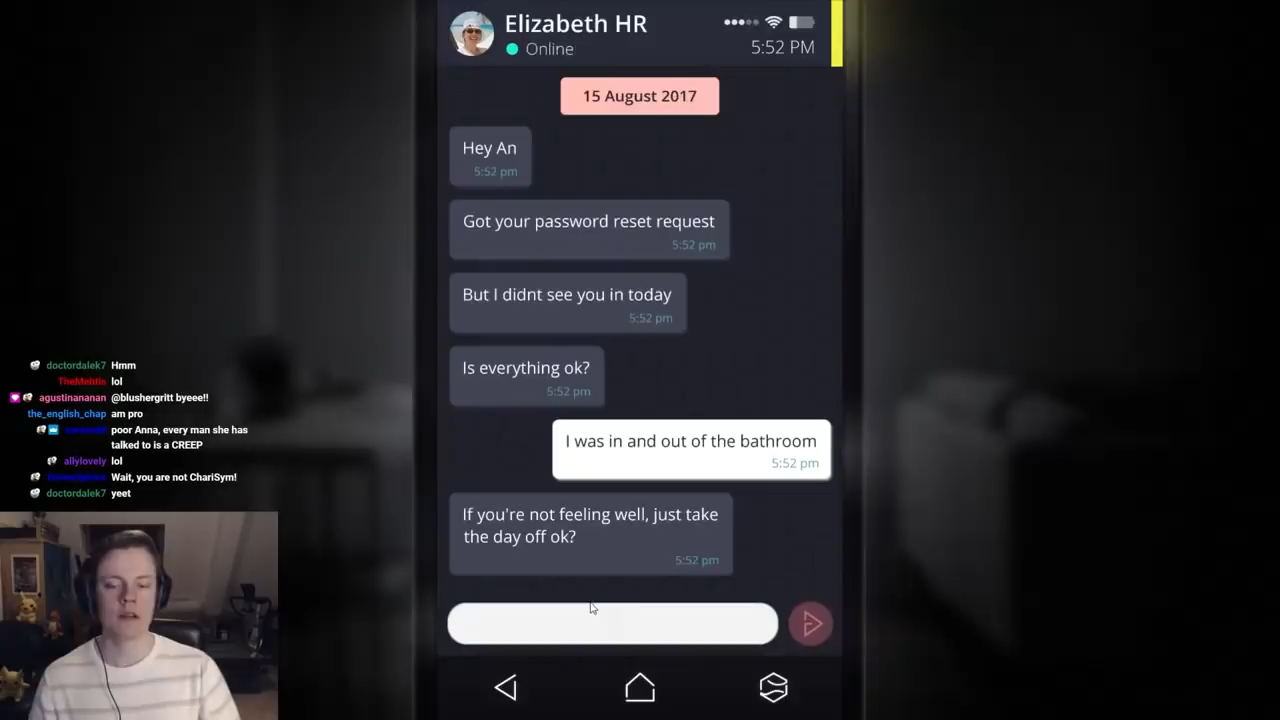 Elizabeth HR
Online
5:52 PM
15 August 2017
Hey An
5:52 pm
Got your password reset request
5:52 pm
But I didnt see you in today
5:52 pm
Is everything ok?
5:52 pm
I was in and out of the bathroom
5:52 pm
If you're not feeling well, just take
the day off ok?
5:52 pm
doctordalek7 Hmm
TheMehtis lol
agustinananan @blushergritt byeee!!
the_english_chap am pro
poor Anna, every man she has
talked to is a CREEP
allylovely lol
Wait, you are not ChariSym!
doctordalek7 yeet